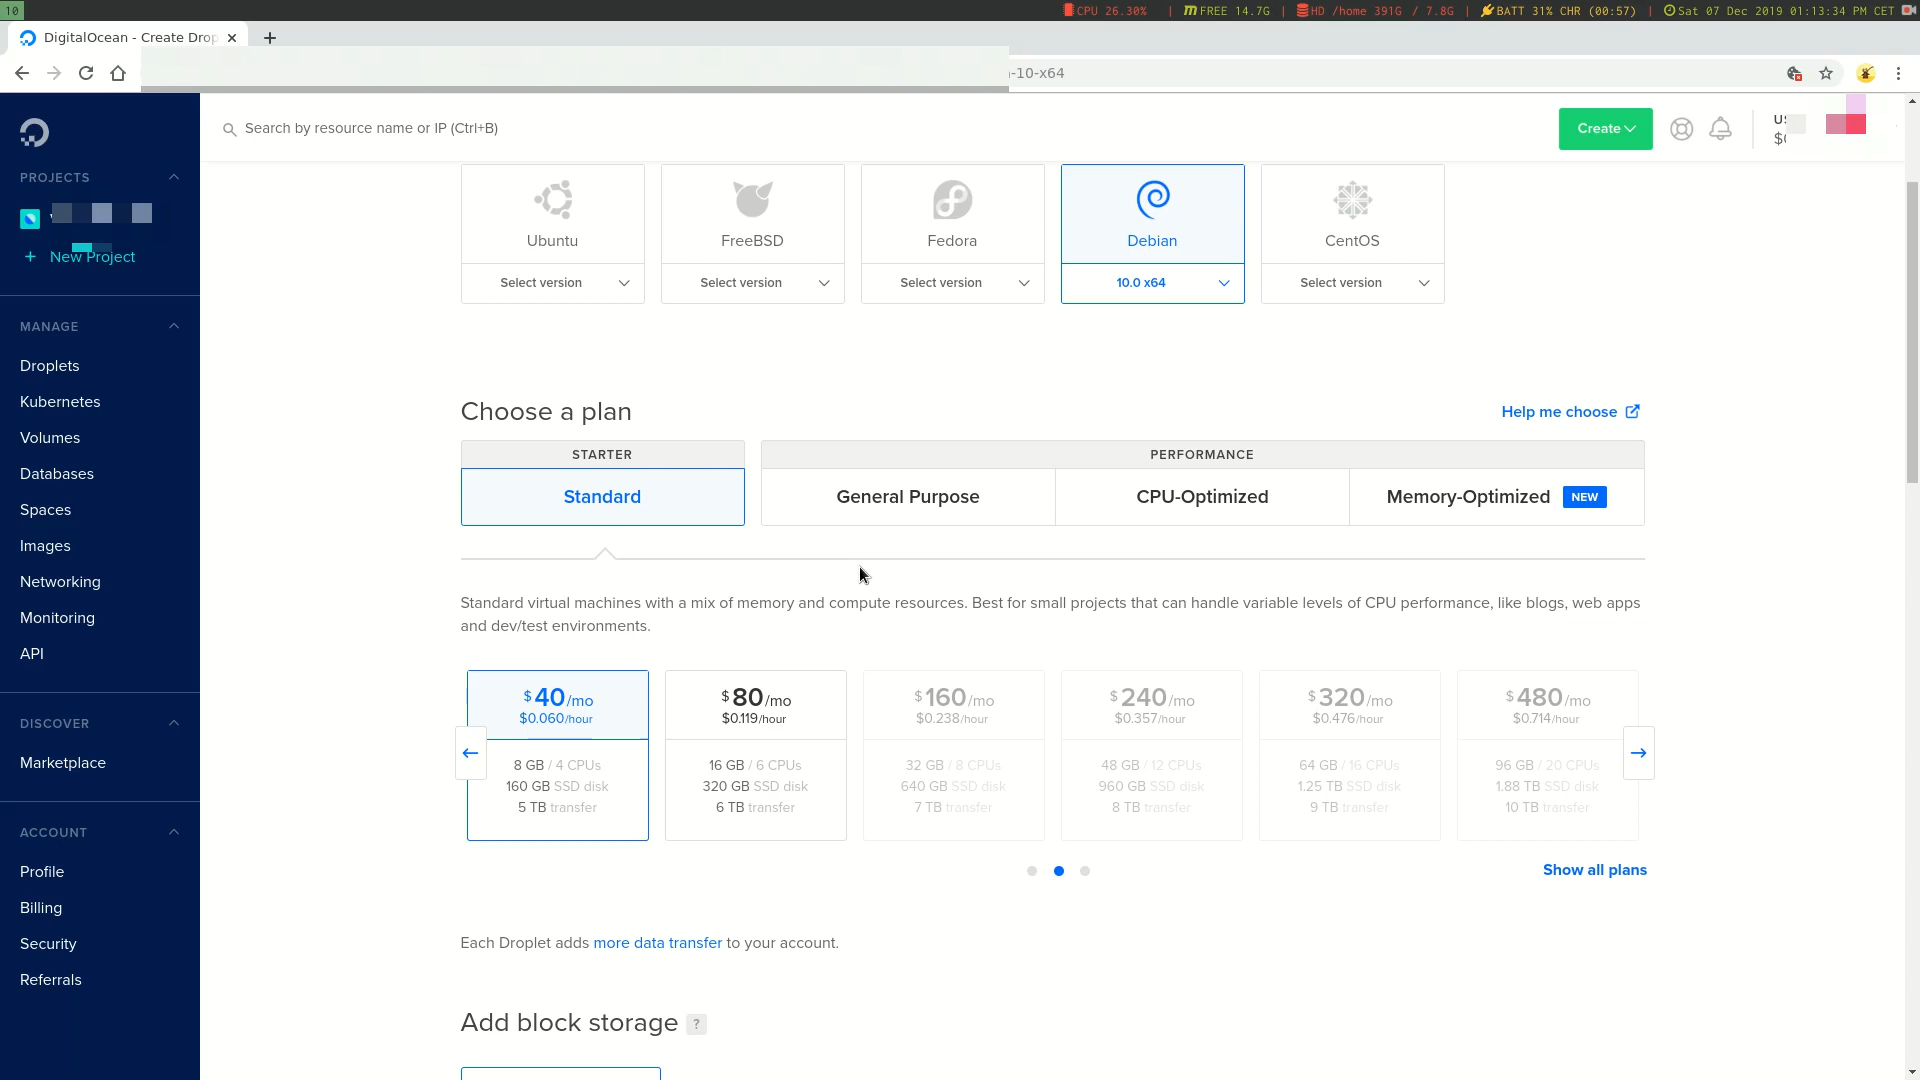 10
CPU 26.30% | FREE 14.7G | HD /home 391G / 7.8G | BATT 31% CHR (00:57) | Sat 07 Dec 2019 01:13:34 PM CET
DigitalOcean - Create Drop
-10-x64
Search by resource name or IP (Ctrl+B)
Create
PROJECTS
New Project
MANAGE
Droplets
Kubernetes
Volumes
Databases
Spaces
Images
Networking
Monitoring
API
DISCOVER
Marketplace
ACCOUNT
Profile
Billing
Security
Referrals
Ubuntu
FreeBSD
Fedora
Debian
CentOS
Select version
Select version
Select version
10.0 x64
Select version
Choose a plan
Help me choose
STARTER
PERFORMANCE
Standard
General Purpose
CPU-Optimized
Memory-Optimized NEW
Standard virtual machines with a mix of memory and compute resources. Best for small projects that can handle variable levels of CPU performance, like blogs, web apps
and dev/test environments.
$40/mo
$0.060/hour
8 GB / 4 CPUs
160 GB SSD disk
5 TB transfer
$80/mo
$0.119/hour
16 GB / 6 CPUs
320 GB SSD disk
6 TB transfer
$160/mo
$0.238/hour
32 GB / 8 CPUs
640 GB SSD disk
7 TB transfer
$240/mo
$0.357/hour
48 GB / 12 CPUs
960 GB SSD disk
8 TB transfer
$320/mo
$0.476/hour
64 GB / 16 CPUs
1.25 TB SSD disk
9 TB transfer
$480/mo
$0.714/hour
96 GB / 20 CPUs
1.88 TB SSD disk
10 TB transfer
Show all plans
Each Droplet adds more data transfer to your account.
Add block storage ?